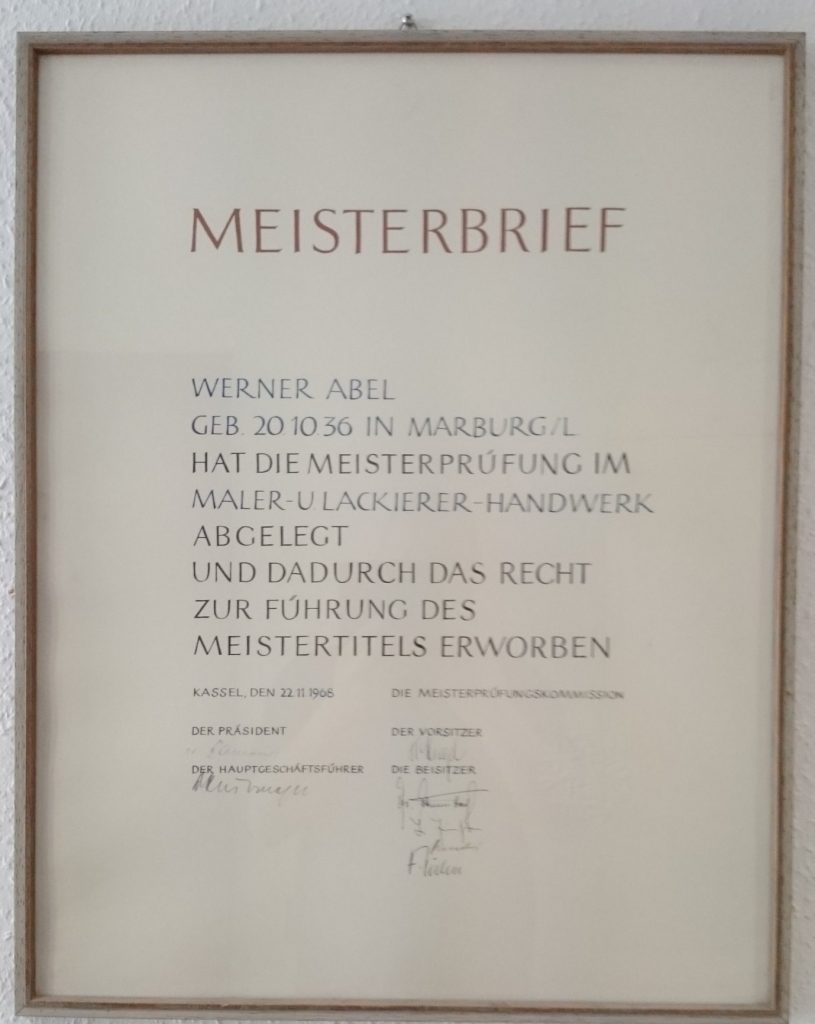 MEISTERBRIEF
WERNER ABEL
GEB. 20.10.36 IN MARBURG/L
HAT DIE MEISTERPRÜFUNG IM
MALER-U. LACKIERER-HANDWERK
ABGELEGT
UND DADURCH DAS RECHT
ZUR FÜHRUNG DES
MEISTERTITELS ERWORBEN
KASSEL, DEN 22.11.1968 DIE MEISTERPRÜFUNGSKOMMISSION
DER PRÄSIDENT DER VORSITZER
DER HAUPTGESCHÄFTSFÜHRER DIE BEISITZER